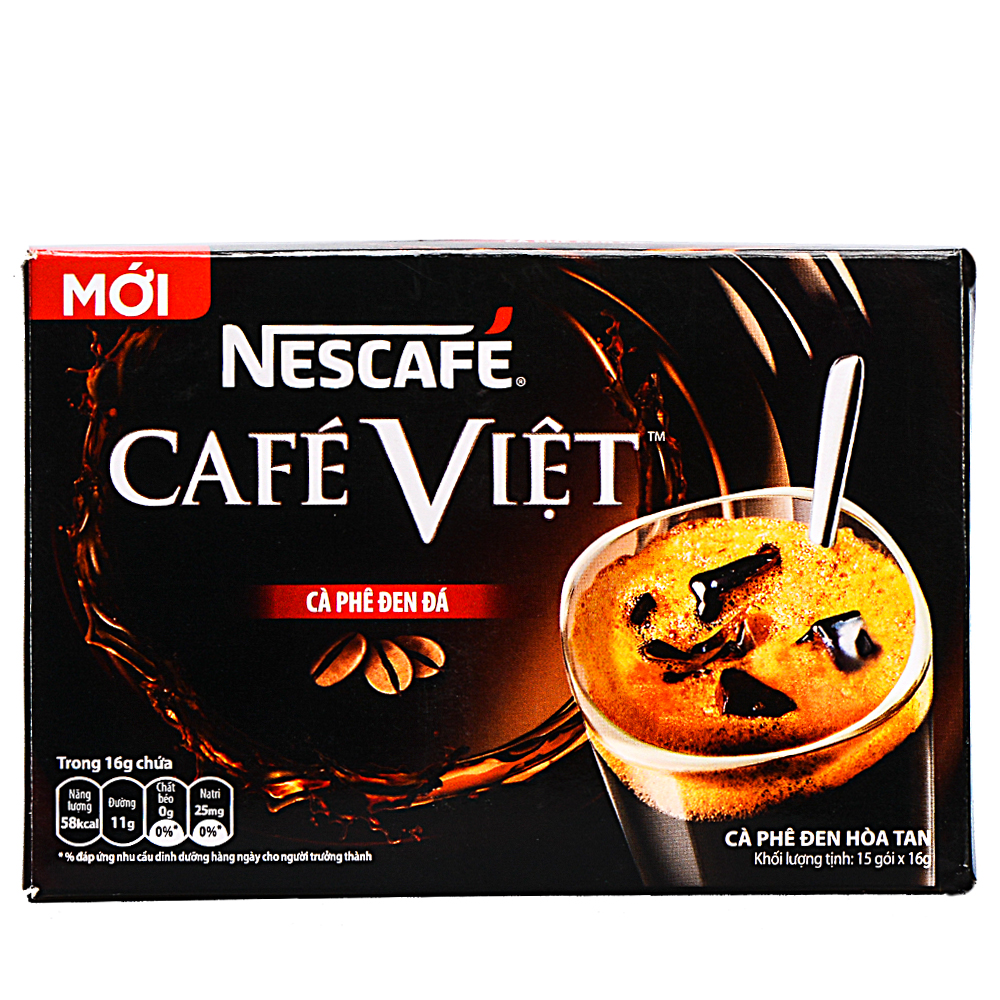 MỚI
NESCAFÉ®
CAFÉ VIỆT™
CÀ PHÊ ĐEN ĐÁ
Trong 16g chứa
Năng lượng 58kcal
Đường 11g
Chất béo 0g 0%*
Natri 25mg 0%*
* % đáp ứng nhu cầu dinh dưỡng hàng ngày cho người trưởng thành
CÀ PHÊ ĐEN HÒA TAN
Khối lượng tịnh: 15 gói x 16g